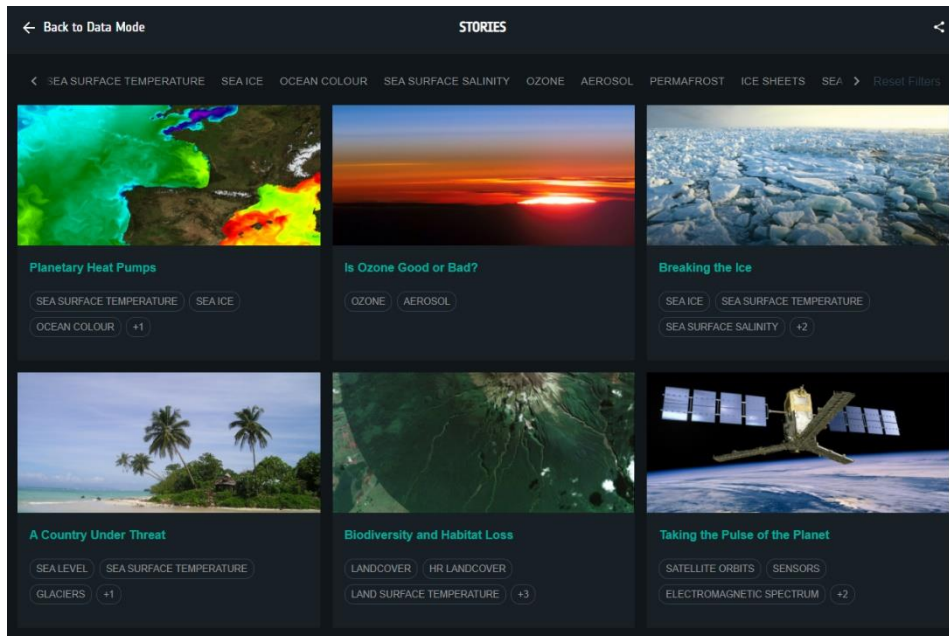 ← Back to Data Mode
STORIES
SEA SURFACE TEMPERATURE SEA ICE OCEAN COLOUR SEA SURFACE SALINITY OZONE AEROSOL PERMAFROST ICE SHEETS SEA Reset Filters
Planetary Heat Pumps
SEA SURFACE TEMPERATURE SEA ICE
OCEAN COLOUR +1
Is Ozone Good or Bad?
OZONE AEROSOL
Breaking the Ice
SEA ICE SEA SURFACE TEMPERATURE
SEA SURFACE SALINITY +2
A Country Under Threat
SEA LEVEL SEA SURFACE TEMPERATURE
GLACIERS +1
Biodiversity and Habitat Loss
LANDCOVER HR LANDCOVER
LAND SURFACE TEMPERATURE +3
Taking the Pulse of the Planet
SATELLITE ORBITS SENSORS
ELECTROMAGNETIC SPECTRUM +2